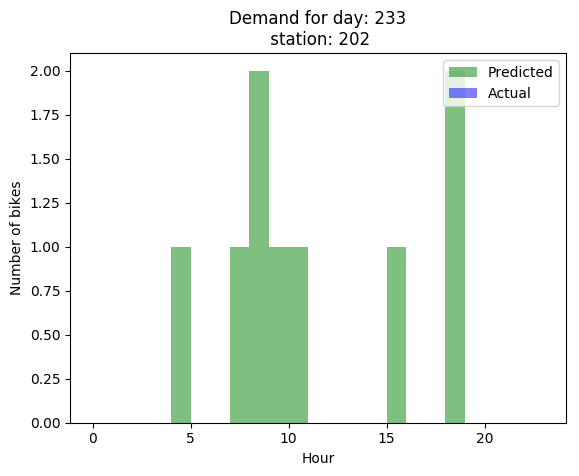 Demand for day: 233
station: 202
Predicted
Actual
2.00
1.75
1.50
1.25
1.00
0.75
0.50
0.25
0.00
Number of bikes
0 5 10 15 20
Hour